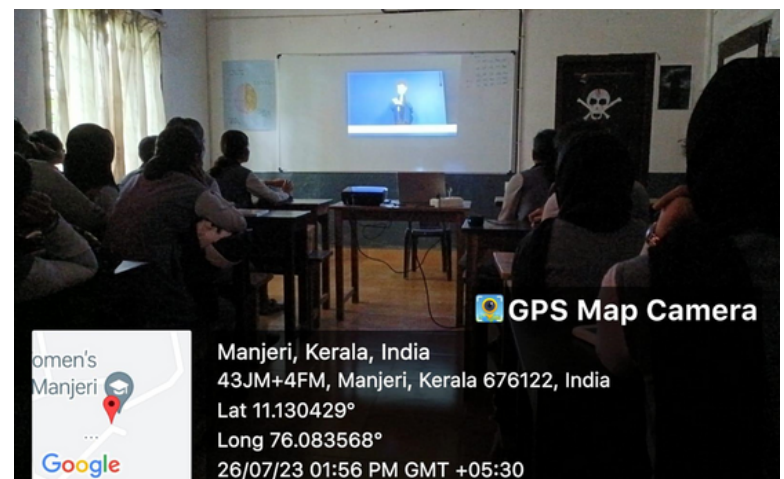 GPS Map Camera
omen's
Manjeri
...
Google
Manjeri, Kerala, India
43JM+4FM, Manjeri, Kerala 676122, India
Lat 11.130429°
Long 76.083568°
26/07/23 01:56 PM GMT +05:30